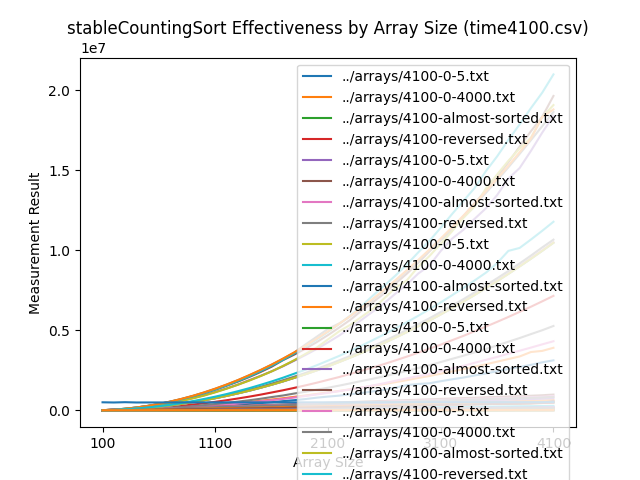 stableCountingSort Effectiveness by Array Size (time4100.csv)
1e7
2.0
1.5
1.0
0.5
0.0
Measurement Result
../arrays/4100-0-5.txt
../arrays/4100-0-4000.txt
../arrays/4100-almost-sorted.txt
../arrays/4100-reversed.txt
../arrays/4100-0-5.txt
../arrays/4100-0-4000.txt
../arrays/4100-almost-sorted.txt
../arrays/4100-reversed.txt
../arrays/4100-0-5.txt
../arrays/4100-0-4000.txt
../arrays/4100-almost-sorted.txt
../arrays/4100-reversed.txt
../arrays/4100-0-5.txt
../arrays/4100-0-4000.txt
../arrays/4100-almost-sorted.txt
../arrays/4100-reversed.txt
../arrays/4100-0-5.txt
../arrays/4100-0-4000.txt
../arrays/4100-almost-sorted.txt
../arrays/4100-reversed.txt
100 1100 2100 3100 4100
Array Size